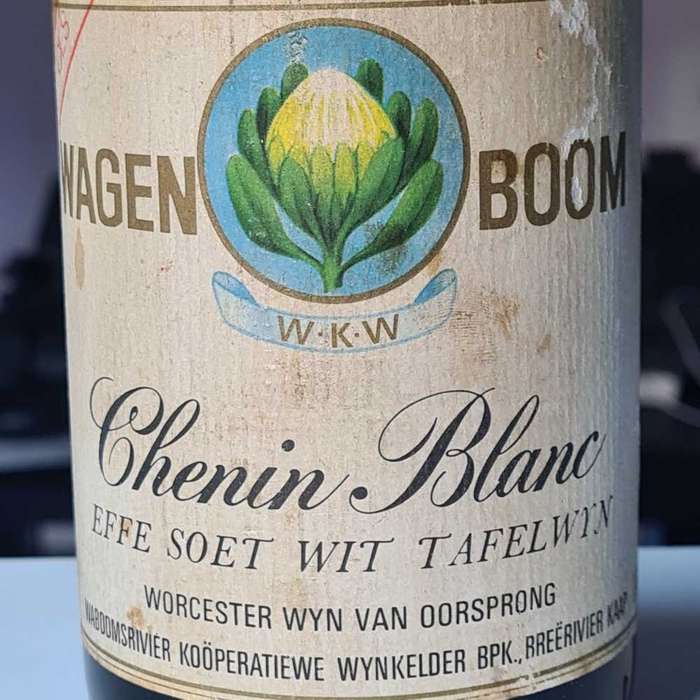 WAGEN BOOM
W·K·W
Chenin Blanc
EFFE SOET WIT TAFELWYN
WORCESTER WYN VAN OORSPRONG
WABOOMSRIVIER KOÖPERATIEWE WYNKELDER BPK., BREËRIVIER KAAP